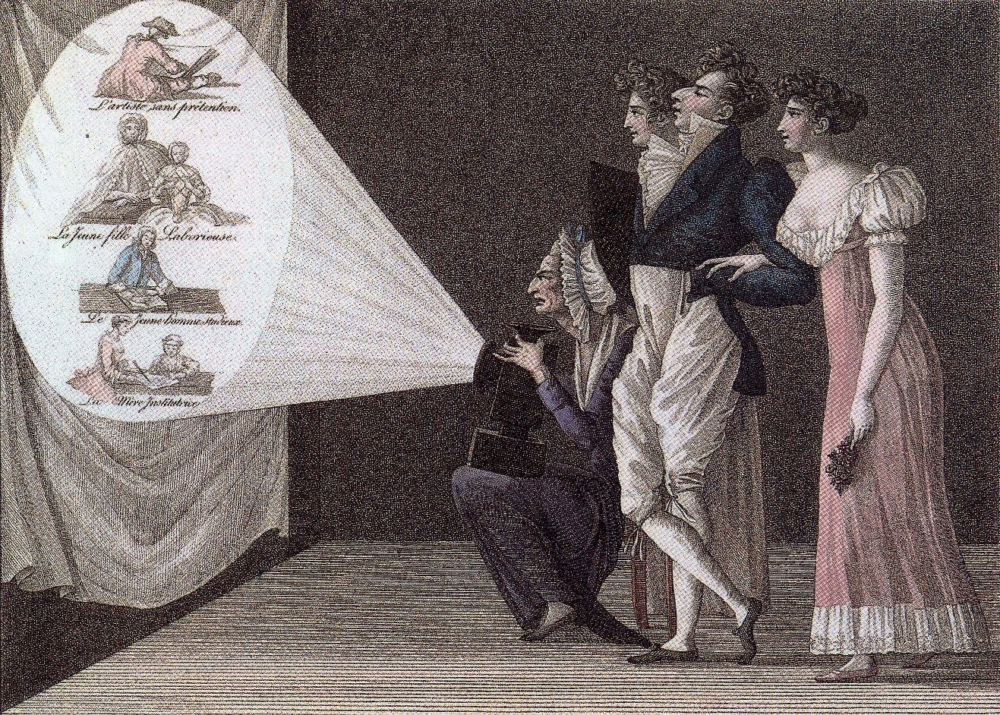 L'artiste sans prétention.
La Jeune fille Laborieuse.
Le Jeune homme studieux.
La Mère Institutrice